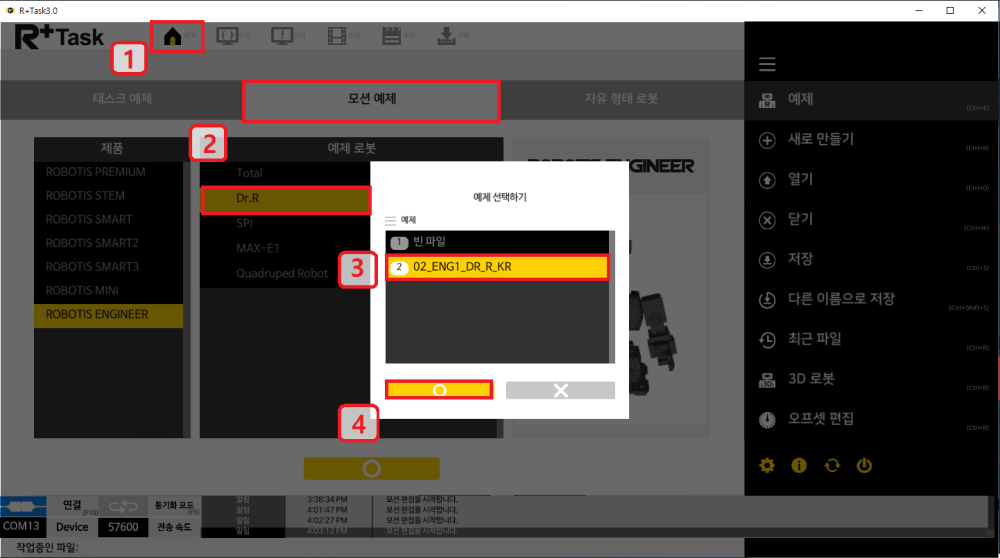 R+Task3.0
R+Task
(F1)
(F2)
(F3)
(F4)
(F5)
(F6)
1
태스크 예제
모션 예제
자유 형태 로봇
2
제품
ROBOTIS PREMIUM
ROBOTIS STEM
ROBOTIS SMART
ROBOTIS SMART2
ROBOTIS SMART3
ROBOTIS MINI
ROBOTIS ENGINEER
예제 로봇
Total
Dr.R
SPI
MAX-E1
Quadruped Robot
ENGINEER
예제 선택하기
예제
1 빈 파일
3
2 02_ENG1_DR_R_KR
4
예제 (Ctrl+E)
새로 만들기 (Ctrl+N)
열기 (Ctrl+O)
닫기 (Ctrl+W)
저장 (Ctrl+S)
다른 이름으로 저장 (Ctrl+Shift+S)
최근 파일 (Ctrl+R)
3D 로봇 (Ctrl+R)
오프셋 편집 (Ctrl+R)
연결 (F10)
동기화 모드 (F9)
COM13 Device 57600 전송 속도
알림 3:38:34 PM 모션 편집을 시작합니다.
알림 4:01:47 PM 모션 편집을 시작합니다.
알림 4:02:27 PM 모션 편집을 시작합니다.
알림 4:03:12 PM 모션 편집을 시작합니다.
작업중인 파일: